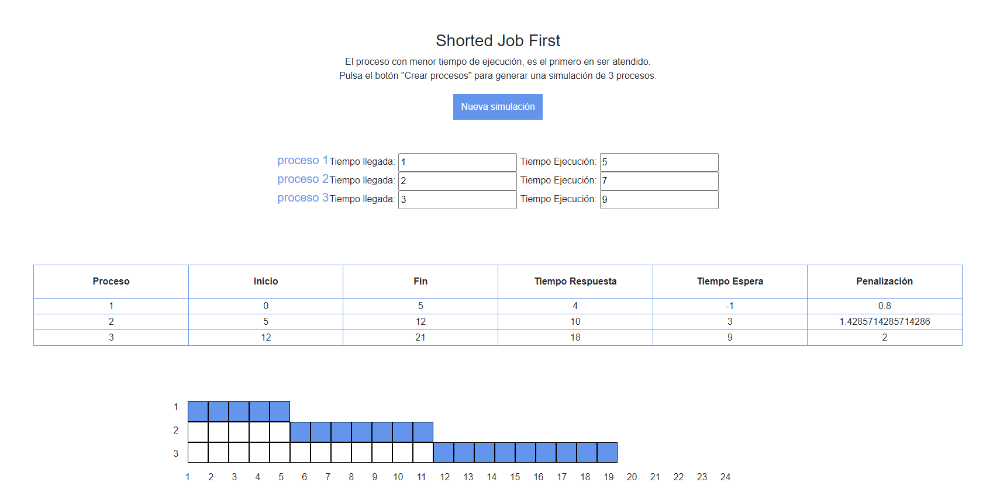 Shorted Job First
El proceso con menor tiempo de ejecución, es el primero en ser atendido.
Pulsa el botón "Crear procesos" para generar una simulación de 3 procesos.
Nueva simulación
proceso 1 Tiempo llegada: 1 Tiempo Ejecución: 5
proceso 2 Tiempo llegada: 2 Tiempo Ejecución: 7
proceso 3 Tiempo llegada: 3 Tiempo Ejecución: 9
Proceso Inicio Fin Tiempo Respuesta Tiempo Espera Penalización
1 0 5 4 -1 0.8
2 5 12 10 3 1.4285714285714286
3 12 21 18 9 2
1
2
3
1 2 3 4 5 6 7 8 9 10 11 12 13 14 15 16 17 18 19 20 21 22 23 24